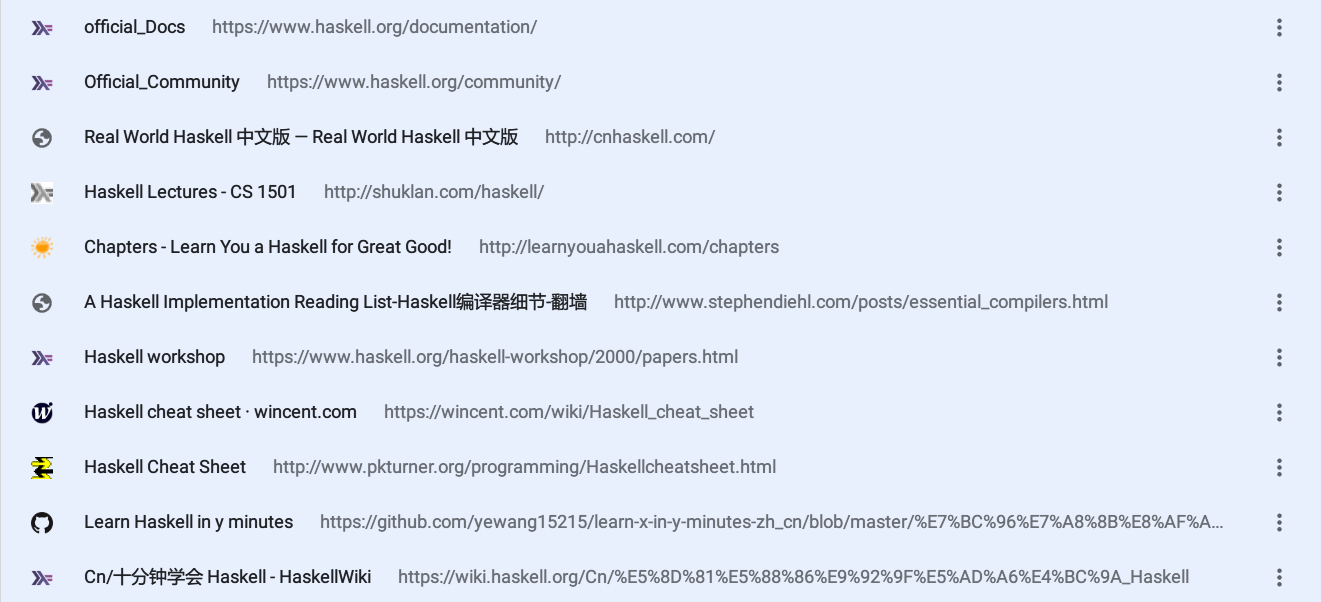 official_Docs https://www.haskell.org/documentation/
Official_Community https://www.haskell.org/community/
Real World Haskell 中文版 — Real World Haskell 中文版 http://cnhaskell.com/
Haskell Lectures - CS 1501 http://shuklan.com/haskell/
Chapters - Learn You a Haskell for Great Good! http://learnyouahaskell.com/chapters
A Haskell Implementation Reading List-Haskell编译器细节-翻墙 http://www.stephendiehl.com/posts/essential_compilers.html
Haskell workshop https://www.haskell.org/haskell-workshop/2000/papers.html
Haskell cheat sheet · wincent.com https://wincent.com/wiki/Haskell_cheat_sheet
Haskell Cheat Sheet http://www.pkturner.org/programming/Haskellcheatsheet.html
Learn Haskell in y minutes https://github.com/yewang15215/learn-x-in-y-minutes-zh_cn/blob/master/%E7%BC%96%E7%A8%8B%E8%AF%A...
Cn/十分钟学会 Haskell - HaskellWiki https://wiki.haskell.org/Cn/%E5%8D%81%E5%88%86%E9%92%9F%E5%AD%A6%E4%BC%9A_Haskell